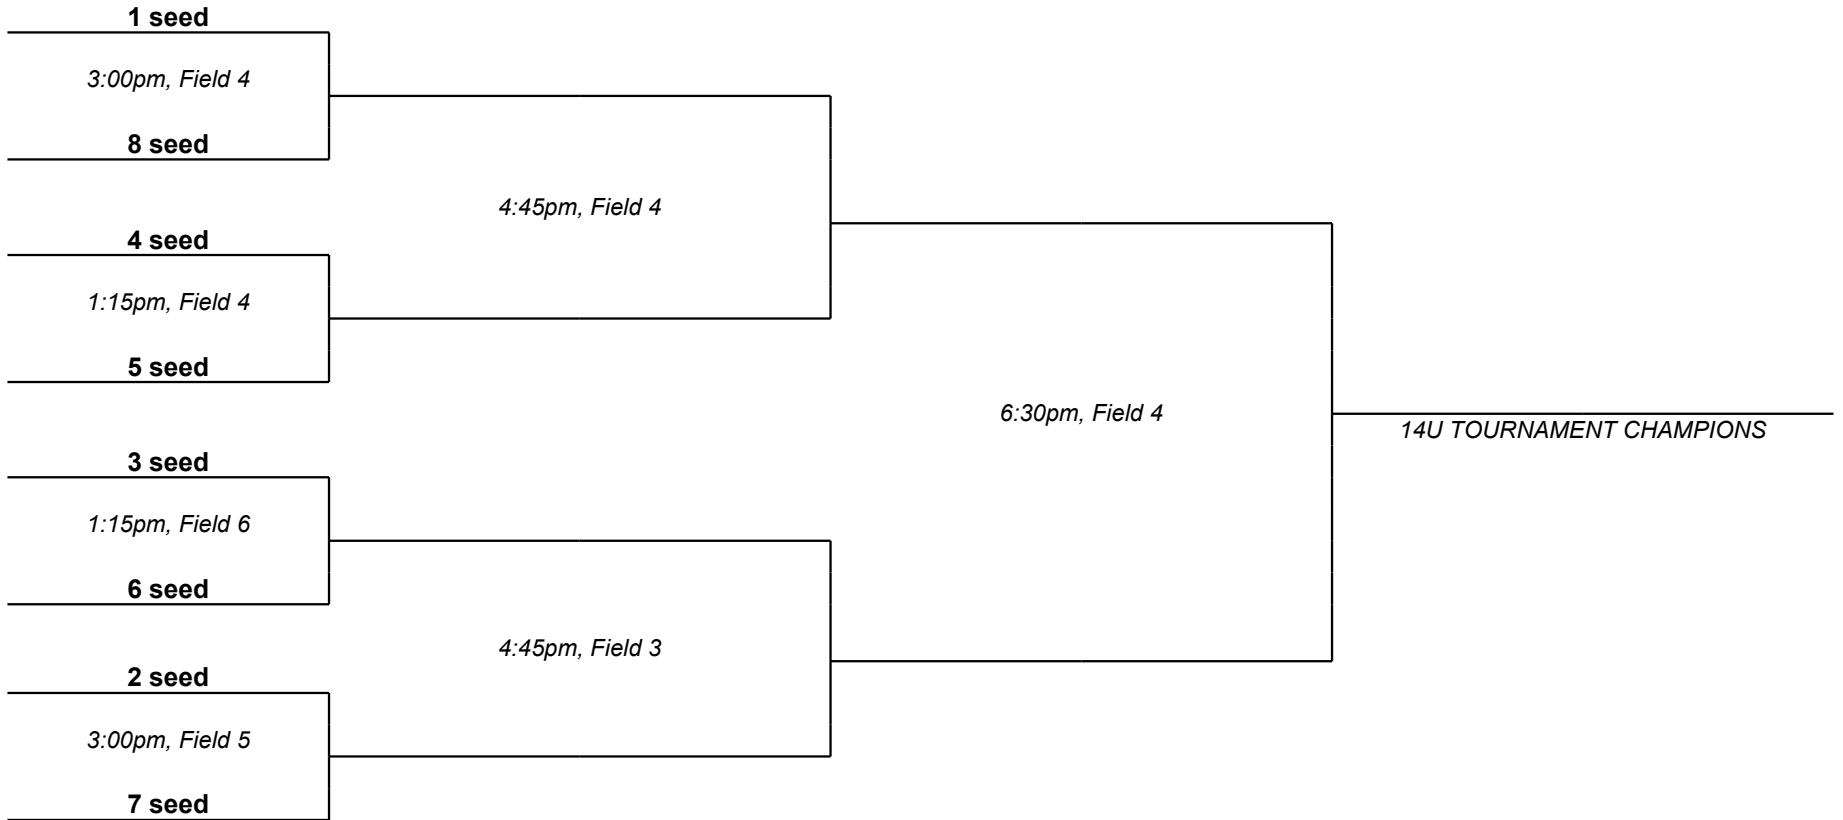 1 seed
3:00pm, Field 4
8 seed
4:45pm, Field 4
4 seed
1:15pm, Field 4
5 seed
6:30pm, Field 4
14U TOURNAMENT CHAMPIONS
3 seed
1:15pm, Field 6
6 seed
4:45pm, Field 3
2 seed
3:00pm, Field 5
7 seed